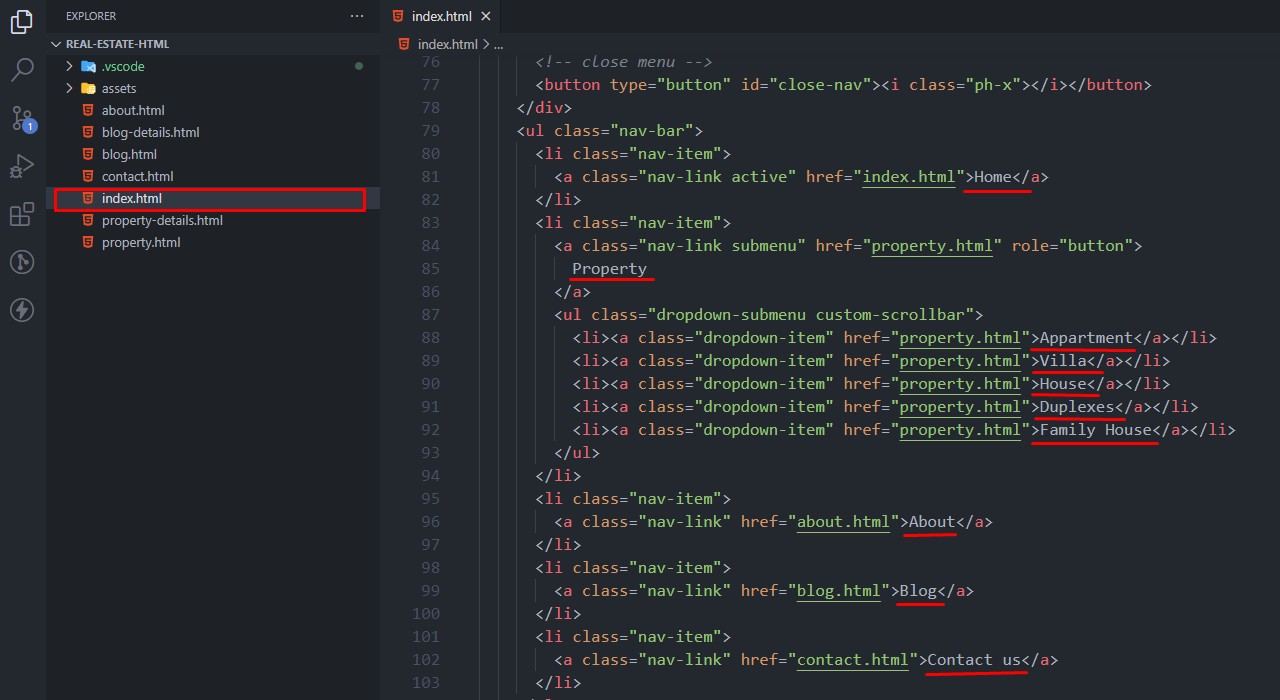 EXPLORER ...
REAL-ESTATE-HTML
.vscode
assets
about.html
blog-details.html
blog.html
contact.html
index.html
property-details.html
property.html
1
index.html
index.html > ...
76 <!-- close menu -->
77 <button type="button" id="close-nav"><i class="ph-x"></i></button>
78 </div>
79 <ul class="nav-bar">
80 <li class="nav-item">
81 <a class="nav-link active" href="index.html">Home</a>
82 </li>
83 <li class="nav-item">
84 <a class="nav-link submenu" href="property.html" role="button">
85 Property
86 </a>
87 <ul class="dropdown-submenu custom-scrollbar">
88 <li><a class="dropdown-item" href="property.html">Appartment</a></li>
89 <li><a class="dropdown-item" href="property.html">Villa</a></li>
90 <li><a class="dropdown-item" href="property.html">House</a></li>
91 <li><a class="dropdown-item" href="property.html">Duplexes</a></li>
92 <li><a class="dropdown-item" href="property.html">Family House</a></li>
93 </ul>
94 </li>
95 <li class="nav-item">
96 <a class="nav-link" href="about.html">About</a>
97 </li>
98 <li class="nav-item">
99 <a class="nav-link" href="blog.html">Blog</a>
100 </li>
101 <li class="nav-item">
102 <a class="nav-link" href="contact.html">Contact us</a>
103 </li>